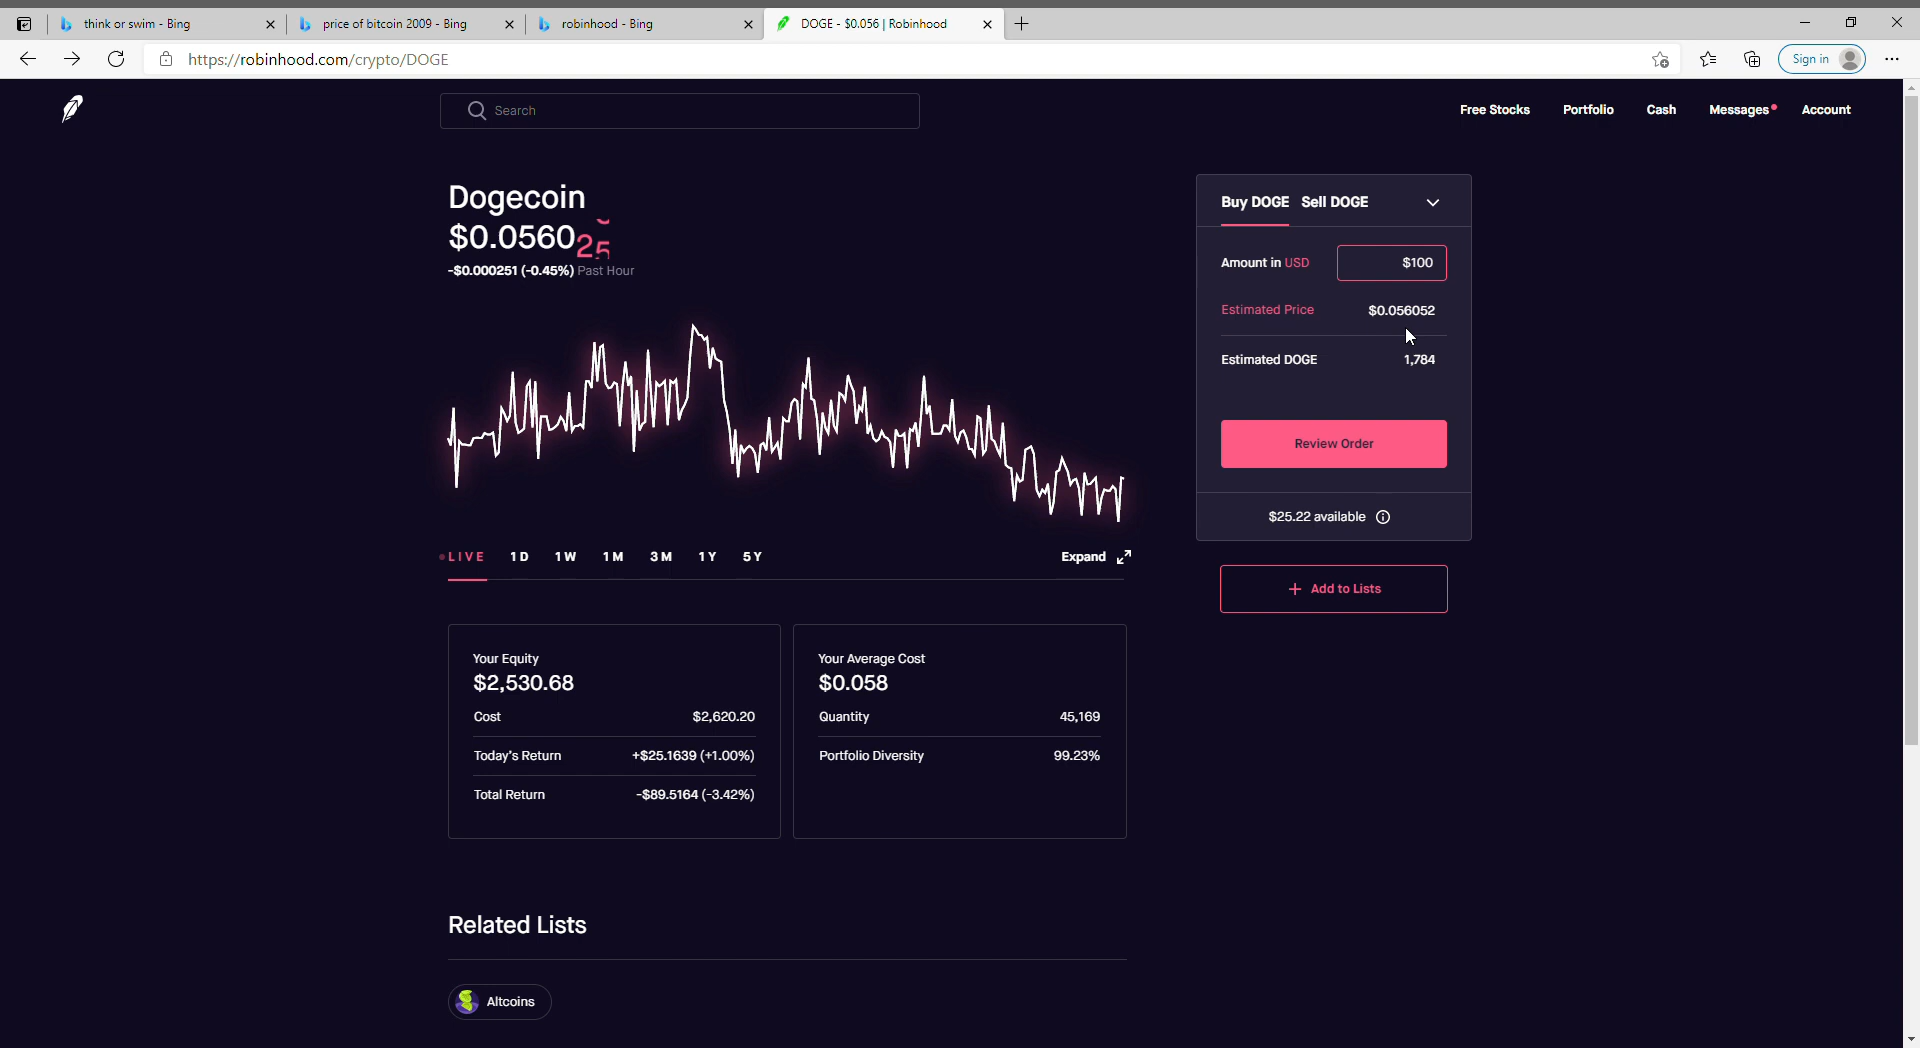 think or swim - Bing
price of bitcoin 2009 - Bing
robinhood - Bing
DOGE - $0.056 | Robinhood
https://robinhood.com/crypto/DOGE
Sign in
Search
Free Stocks
Portfolio
Cash
Messages
Account
Dogecoin
$0.056025
-$0.000251 (-0.45%) Past Hour
LIVE
1D
1W
1M
3M
1Y
5Y
Expand
Buy DOGE
Sell DOGE
Amount in USD
$100
Estimated Price
$0.056052
Estimated DOGE
1,784
Review Order
$25.22 available
+ Add to Lists
Your Equity
$2,530.68
Cost
$2,620.20
Today's Return
+$25.1639 (+1.00%)
Total Return
-$89.5164 (-3.42%)
Your Average Cost
$0.058
Quantity
45,169
Portfolio Diversity
99.23%
Related Lists
Altcoins